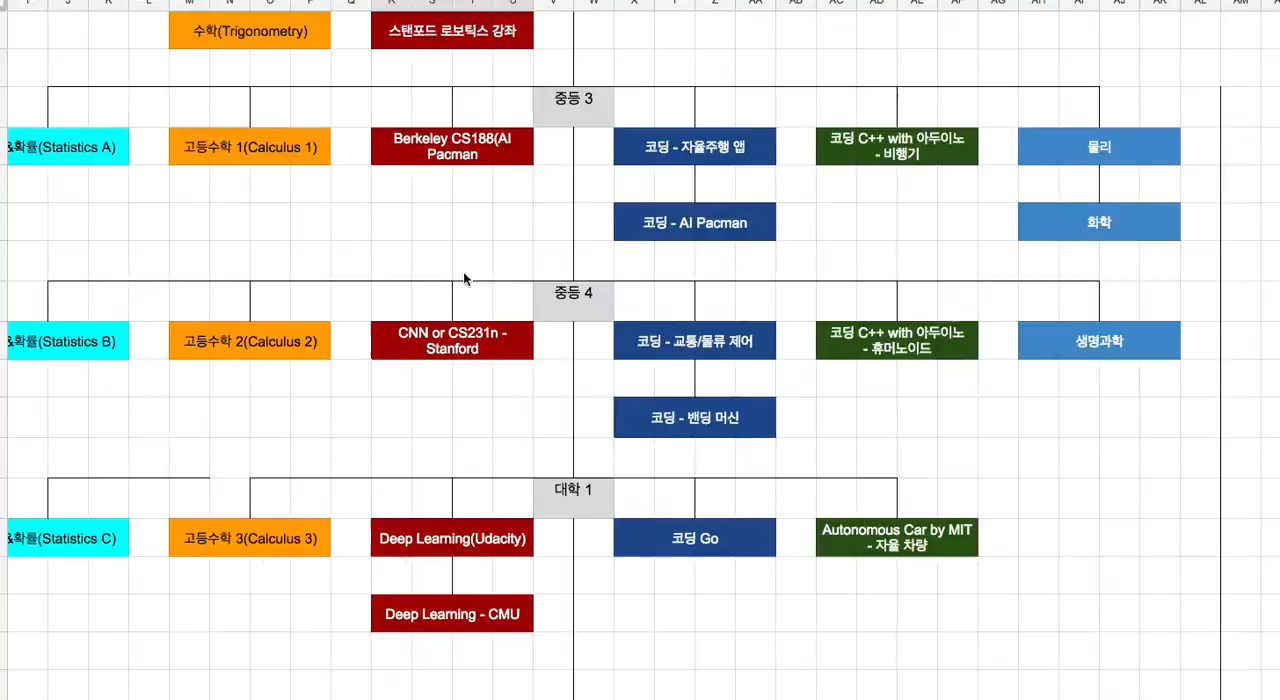 수학(Trigonometry)
스탠포드 로보틱스 강좌
중등 3
&확률(Statistics A)
고등수학 1(Calculus 1)
Berkeley CS188(AI
Pacman
코딩 - 자율주행 앱
코딩 C++ with 아두이노
- 비행기
물리
코딩 - AI Pacman
화학
중등 4
&확률(Statistics B)
고등수학 2(Calculus 2)
CNN or CS231n -
Stanford
코딩 - 교통/물류 제어
코딩 C++ with 아두이노
- 휴머노이드
생명과학
코딩 - 밴딩 머신
대학 1
&확률(Statistics C)
고등수학 3(Calculus 3)
Deep Learning(Udacity)
코딩 Go
Autonomous Car by MIT
- 자율 차량
Deep Learning - CMU